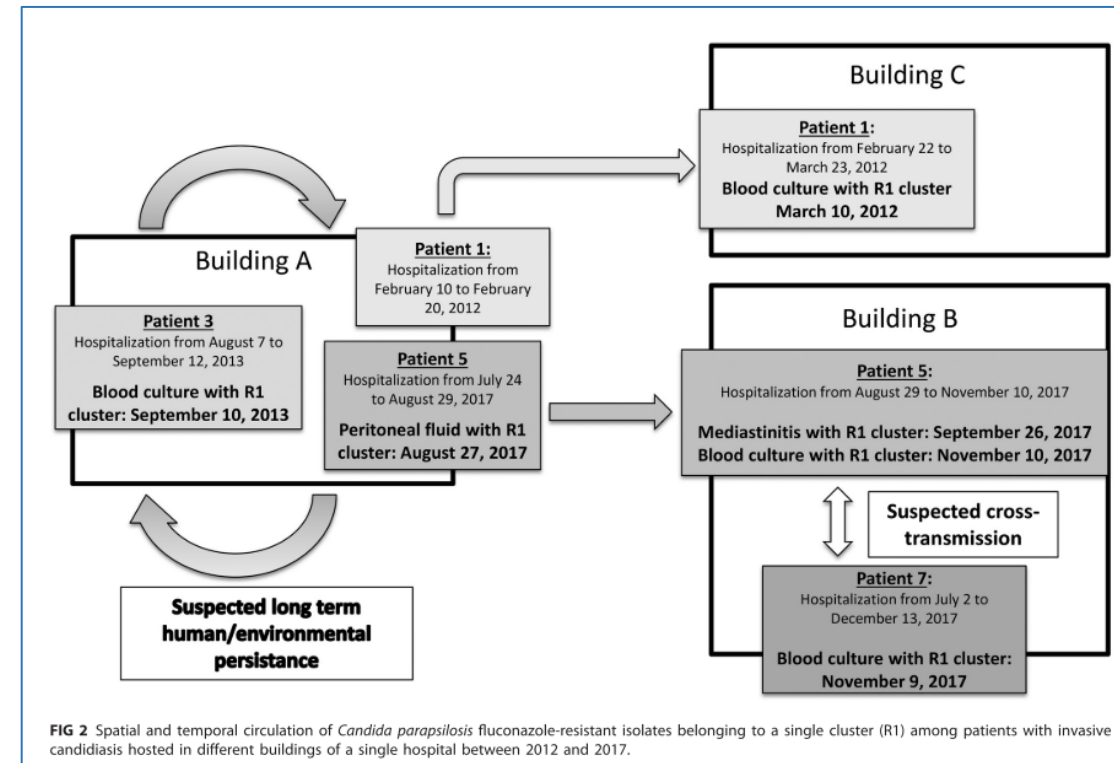 Building C
Patient 1:
Hospitalization from February 22 to
March 23, 2012
Blood culture with R1 cluster
March 10, 2012
Building A
Patient 1:
Hospitalization from
February 10 to February
20, 2012
Patient 3
Hospitalization from August 7 to
September 12, 2013
Blood culture with R1
cluster: September 10, 2013
Patient 5
Hospitalization from July 24
to August 29, 2017
Peritoneal fluid with R1
cluster: August 27, 2017
Suspected long term
human/environmental
persistance
Building B
Patient 5:
Hospitalization from August 29 to November 10, 2017
Mediastinitis with R1 cluster: September 26, 2017
Blood culture with R1 cluster: November 10, 2017
Suspected cross-
transmission
Patient 7:
Hospitalization from July 2 to
December 13, 2017
Blood culture with R1 cluster:
November 9, 2017
FIG 2 Spatial and temporal circulation of Candida parapsilosis fluconazole-resistant isolates belonging to a single cluster (R1) among patients with invasive
candidiasis hosted in different buildings of a single hospital between 2012 and 2017.